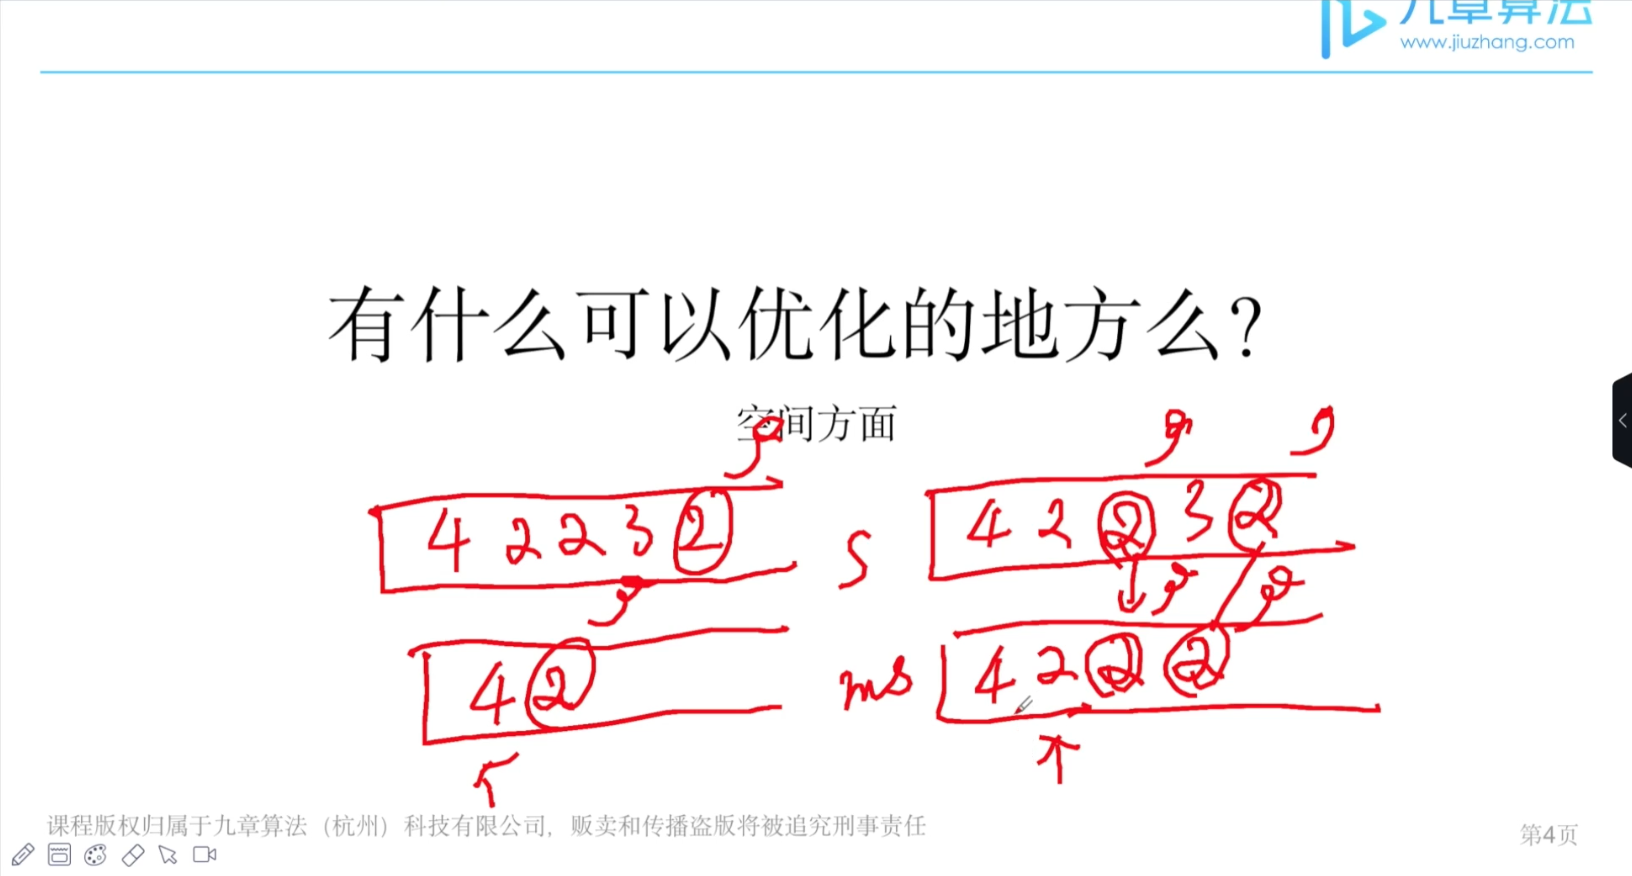 九章算法
www.jiuzhang.com
有什么可以优化的地方么?
空间方面
4 2 2 3 2
S
4 2 2 3 2
4 2
ms
4 2 2 2
课程版权归属于九章算法（杭州）科技有限公司，贩卖和传播盗版将被追究刑事责任
第4页